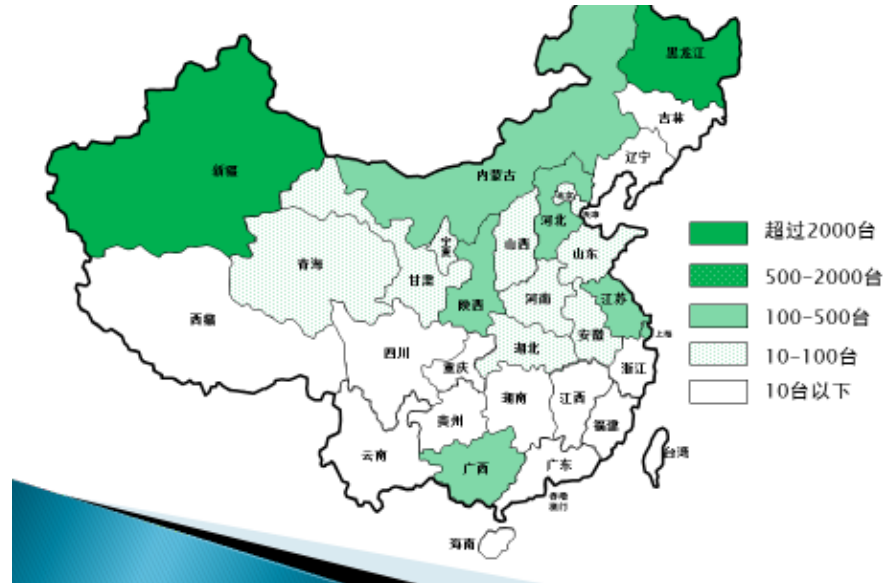 黑龙江
吉林
辽宁
新疆
内蒙古
北京
天津
河北
宁夏
山西
山东
青海
甘肃
陕西
河南
江苏
西藏
安徽
上海
四川
湖北
重庆
浙江
湖南
江西
贵州
福建
云南
广西
广东
台湾
香港
澳门
海南
超过2000台
500-2000台
100-500台
10-100台
10台以下